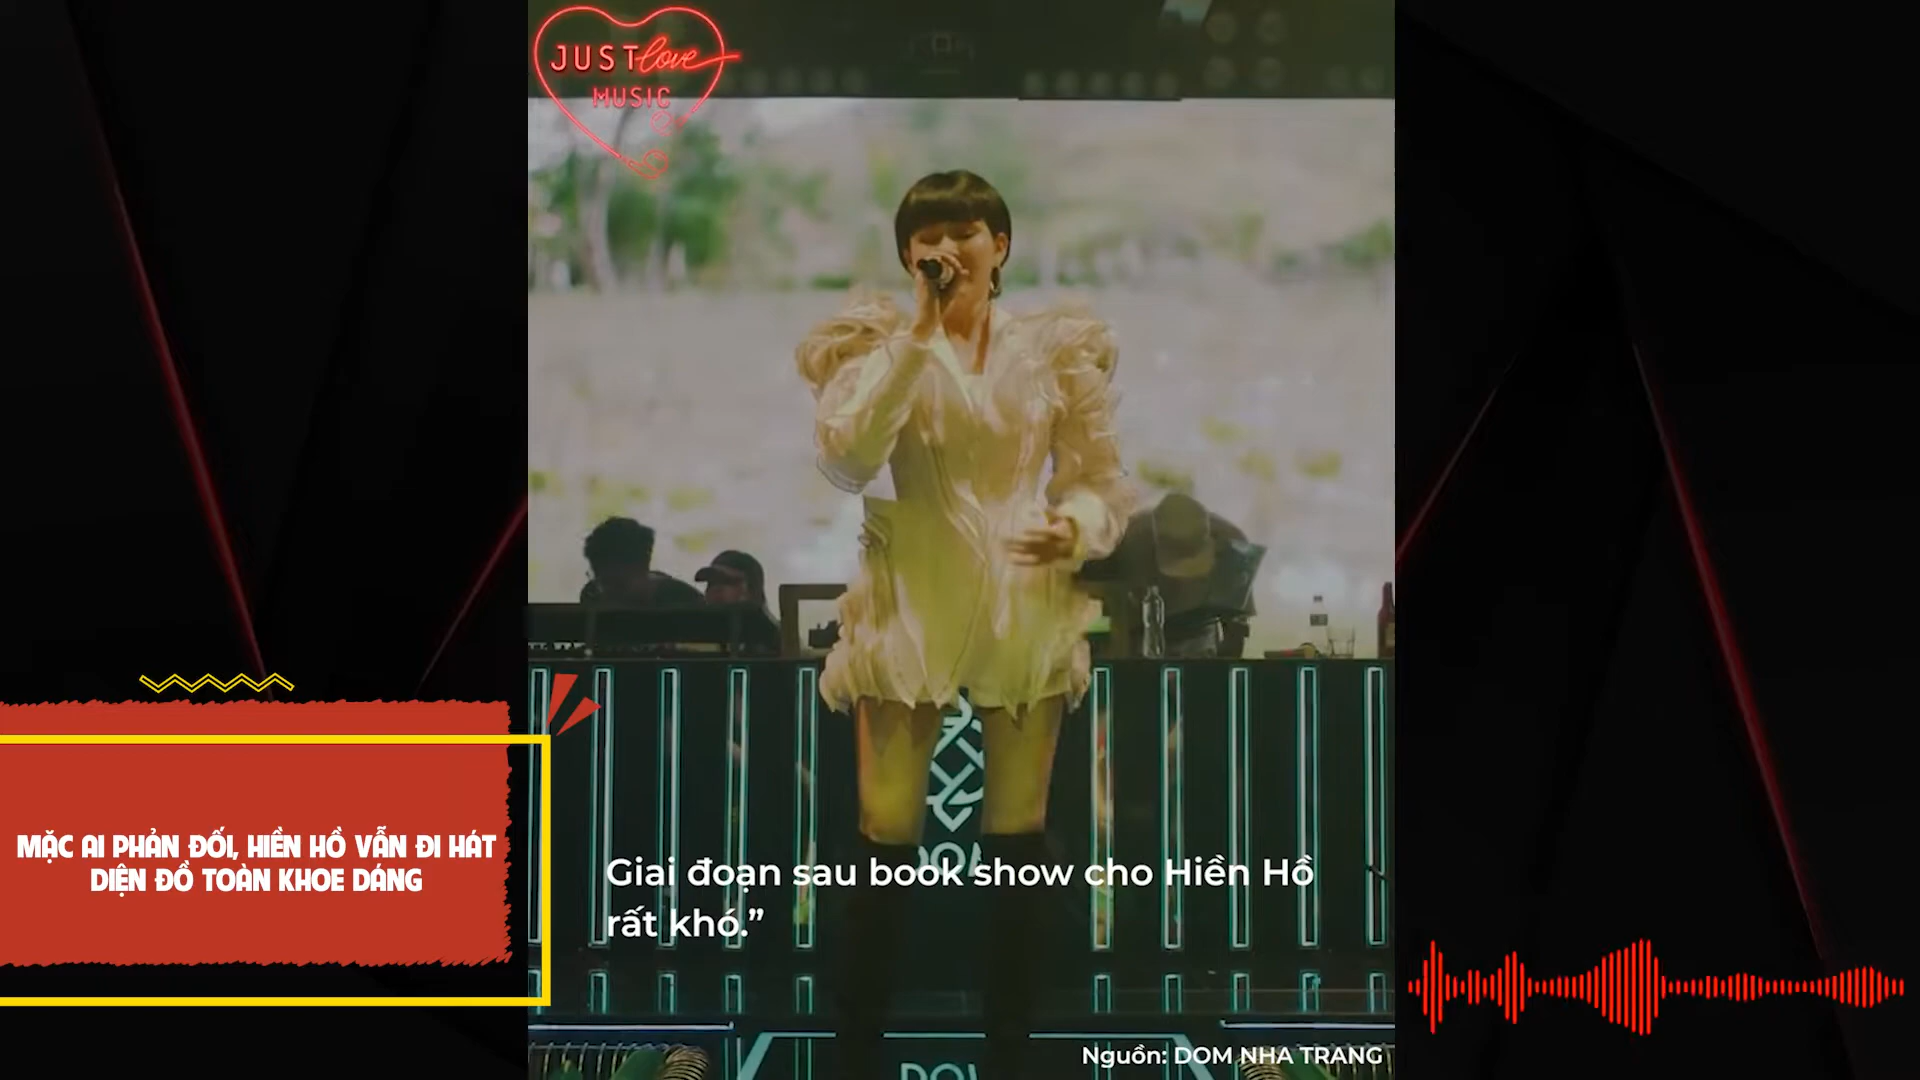 JUST love
MUSIC
MẶC AI PHẢN ĐỐI, HIỀN HỒ VẪN ĐI HÁT
DIỆN ĐỒ TOÀN KHOE DÁNG
Giai đoạn sau book show cho Hiền Hồ
rất khó.”
Nguồn: DOM NHA TRANG